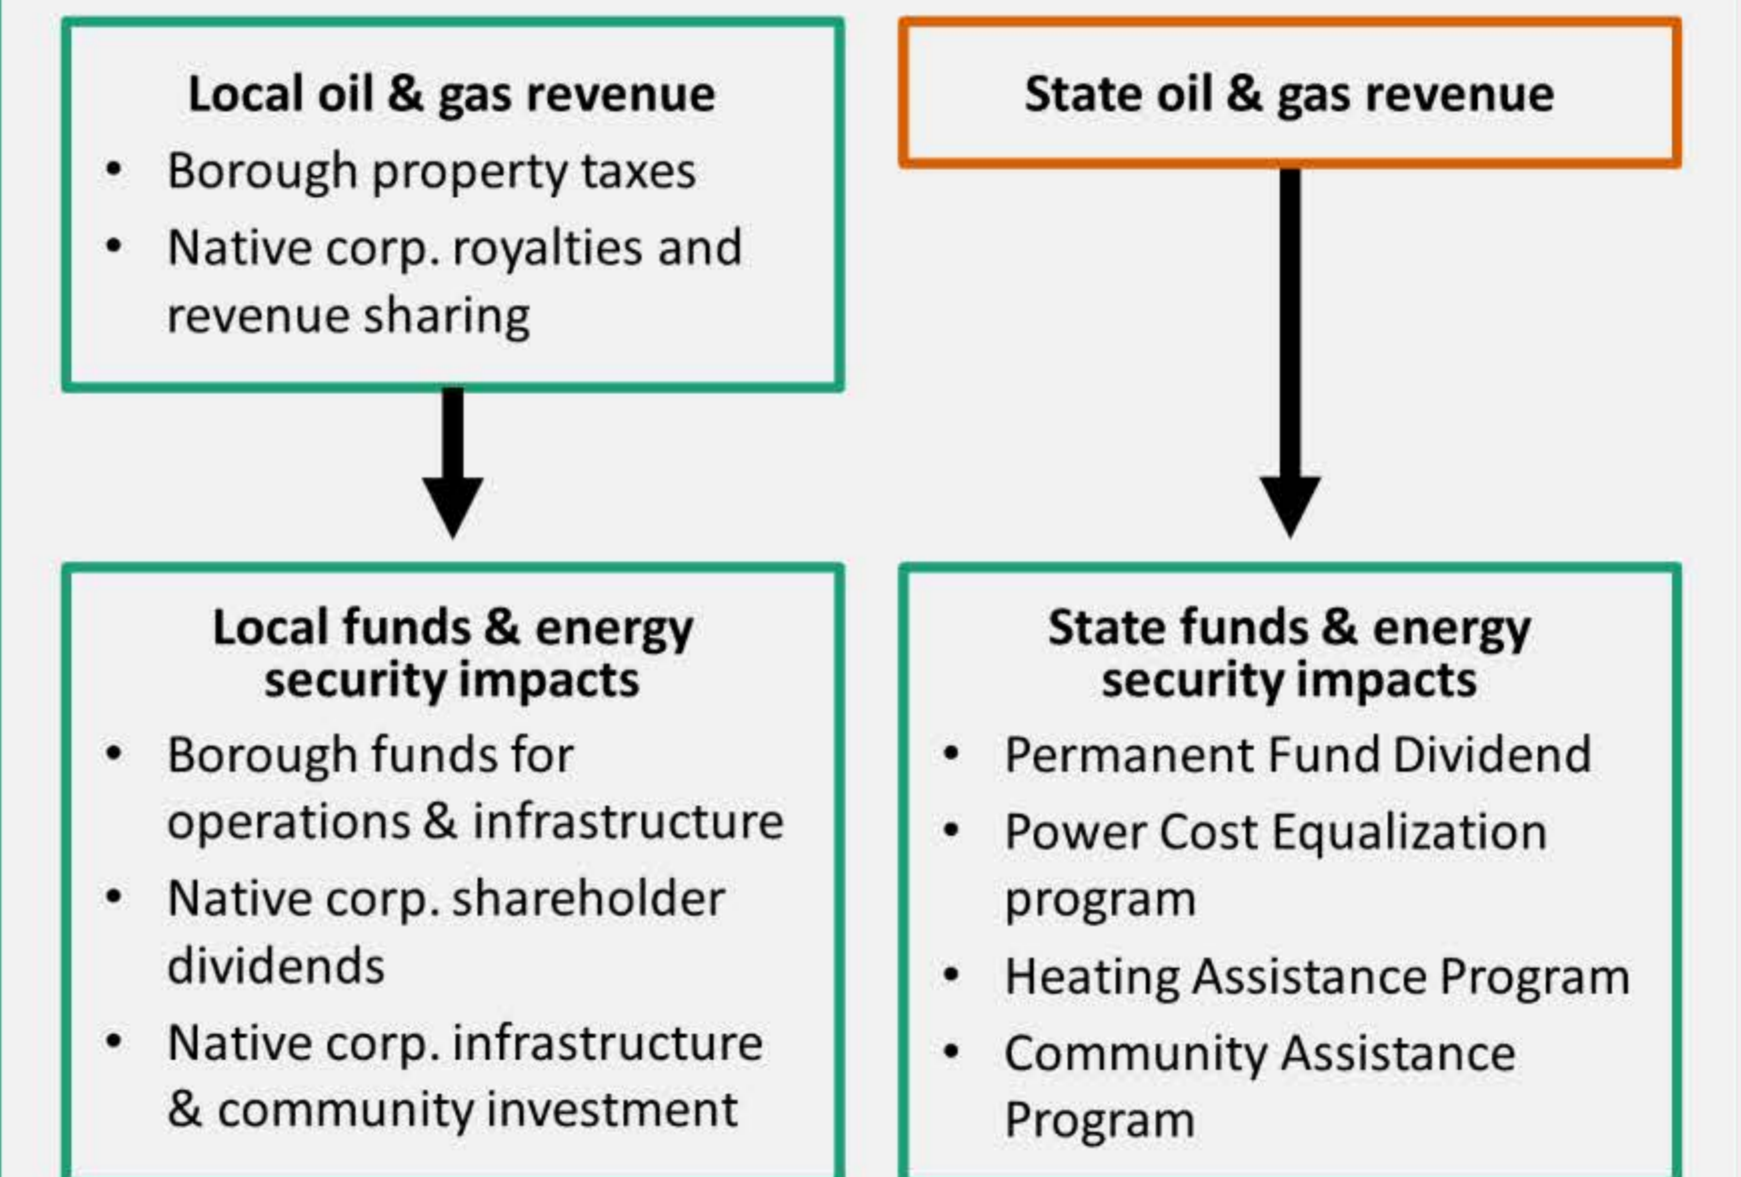 Local oil & gas revenue
• Borough property taxes
• Native corp. royalties and
revenue sharing
State oil & gas revenue
Local funds & energy
security impacts
• Borough funds for
operations & infrastructure
• Native corp. shareholder
dividends
• Native corp. infrastructure
& community investment
State funds & energy
security impacts
• Permanent Fund Dividend
• Power Cost Equalization
program
• Heating Assistance Program
• Community Assistance
Program